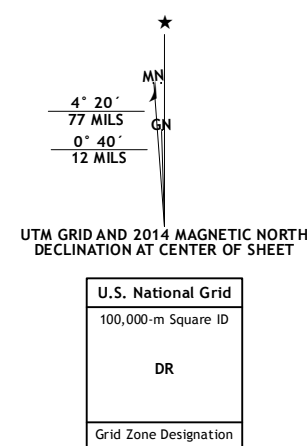 MN.
4° 20´
77 MILS
GN
0° 40´
12 MILS
UTM GRID AND 2014 MAGNETIC NORTH
DECLINATION AT CENTER OF SHEET
U.S. National Grid
100,000-m Square ID
DR
Grid Zone Designation